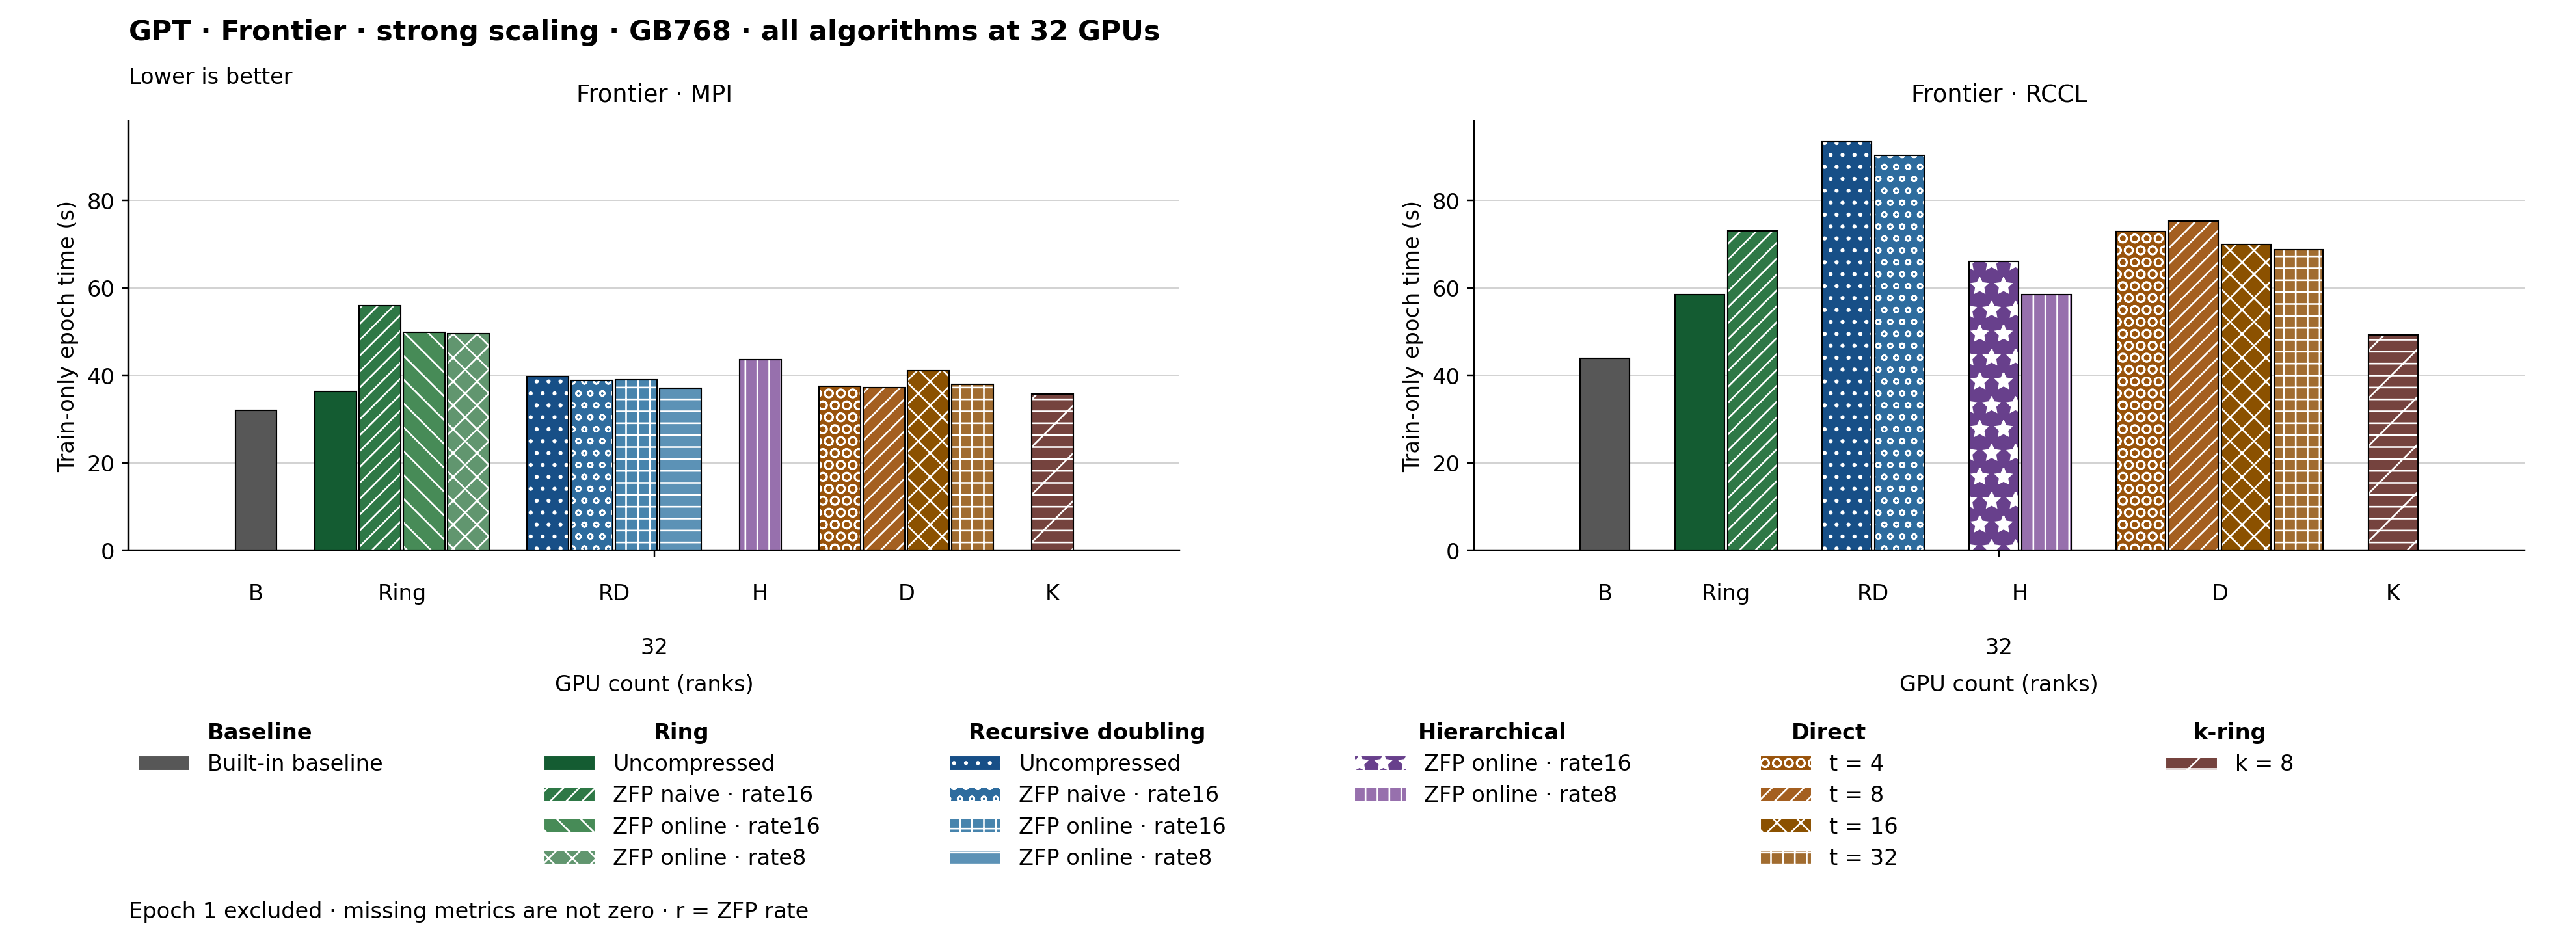 GPT · Frontier · strong scaling · GB768 · all algorithms at 32 GPUs
Lower is better
Frontier · MPI
Train-only epoch time (s)
80
60
40
20
0
B
Ring
RD
H
D
K
32
GPU count (ranks)
Frontier · RCCL
Train-only epoch time (s)
80
60
40
20
0
B
Ring
RD
H
D
K
32
GPU count (ranks)
Baseline
Built-in baseline
Ring
Uncompressed
ZFP naive · rate16
ZFP online · rate16
ZFP online · rate8
Recursive doubling
Uncompressed
ZFP naive · rate16
ZFP online · rate16
ZFP online · rate8
Hierarchical
ZFP online · rate16
ZFP online · rate8
Direct
t = 4
t = 8
t = 16
t = 32
k-ring
k = 8
Epoch 1 excluded · missing metrics are not zero · r = ZFP rate